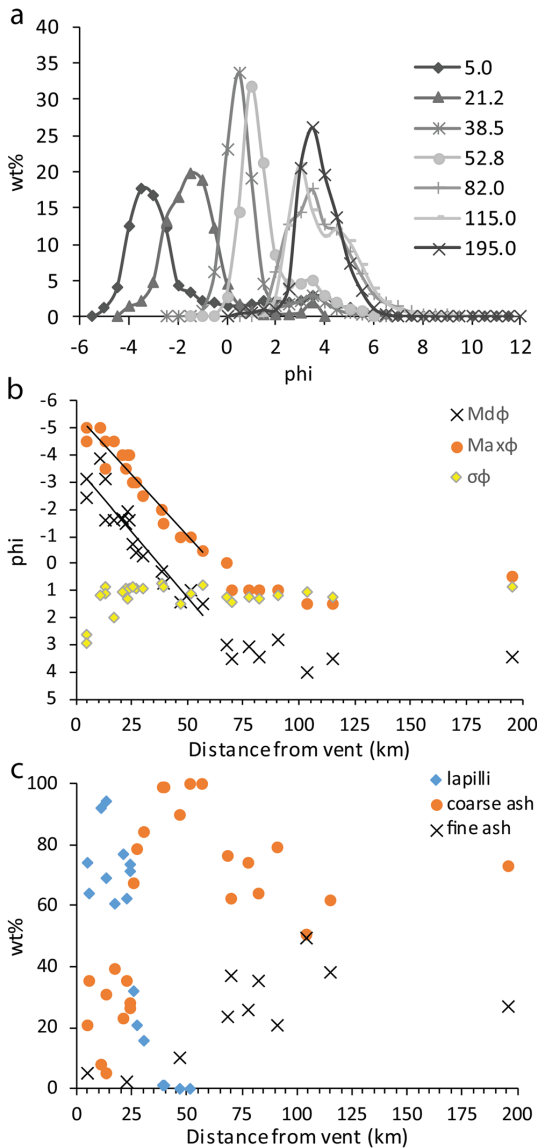 a
40
35
30
25
20
15
10
5
0
wt%
-6 -4 -2 0 2 4 6 8 10 12
phi
5.0
21.2
38.5
52.8
82.0
115.0
195.0
b
-6
-5
-4
-3
-2
-1
0
1
2
3
4
5
phi
0 25 50 75 100 125 150 175 200
Distance from vent (km)
Mdϕ
Maxϕ
σϕ
c
100
80
60
40
20
0
wt%
0 25 50 75 100 125 150 175 200
Distance from vent (km)
lapilli
coarse ash
fine ash